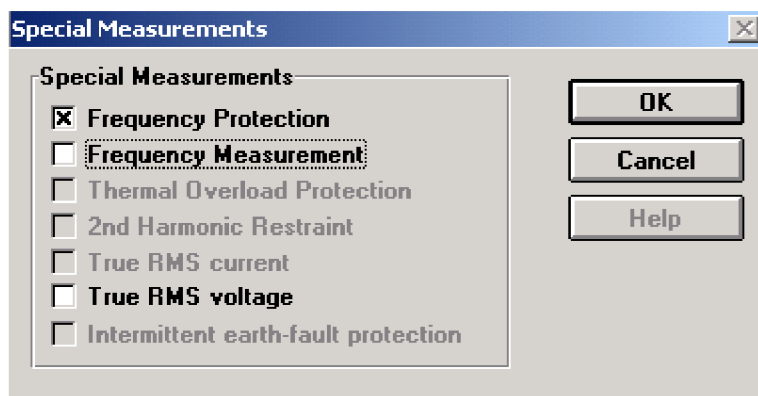 Special Measurements
Special Measurements
Frequency Protection
Frequency Measurement
Thermal Overload Protection
2nd Harmonic Restraint
True RMS current
True RMS voltage
Intermittent earth-fault protection
OK
Cancel
Help